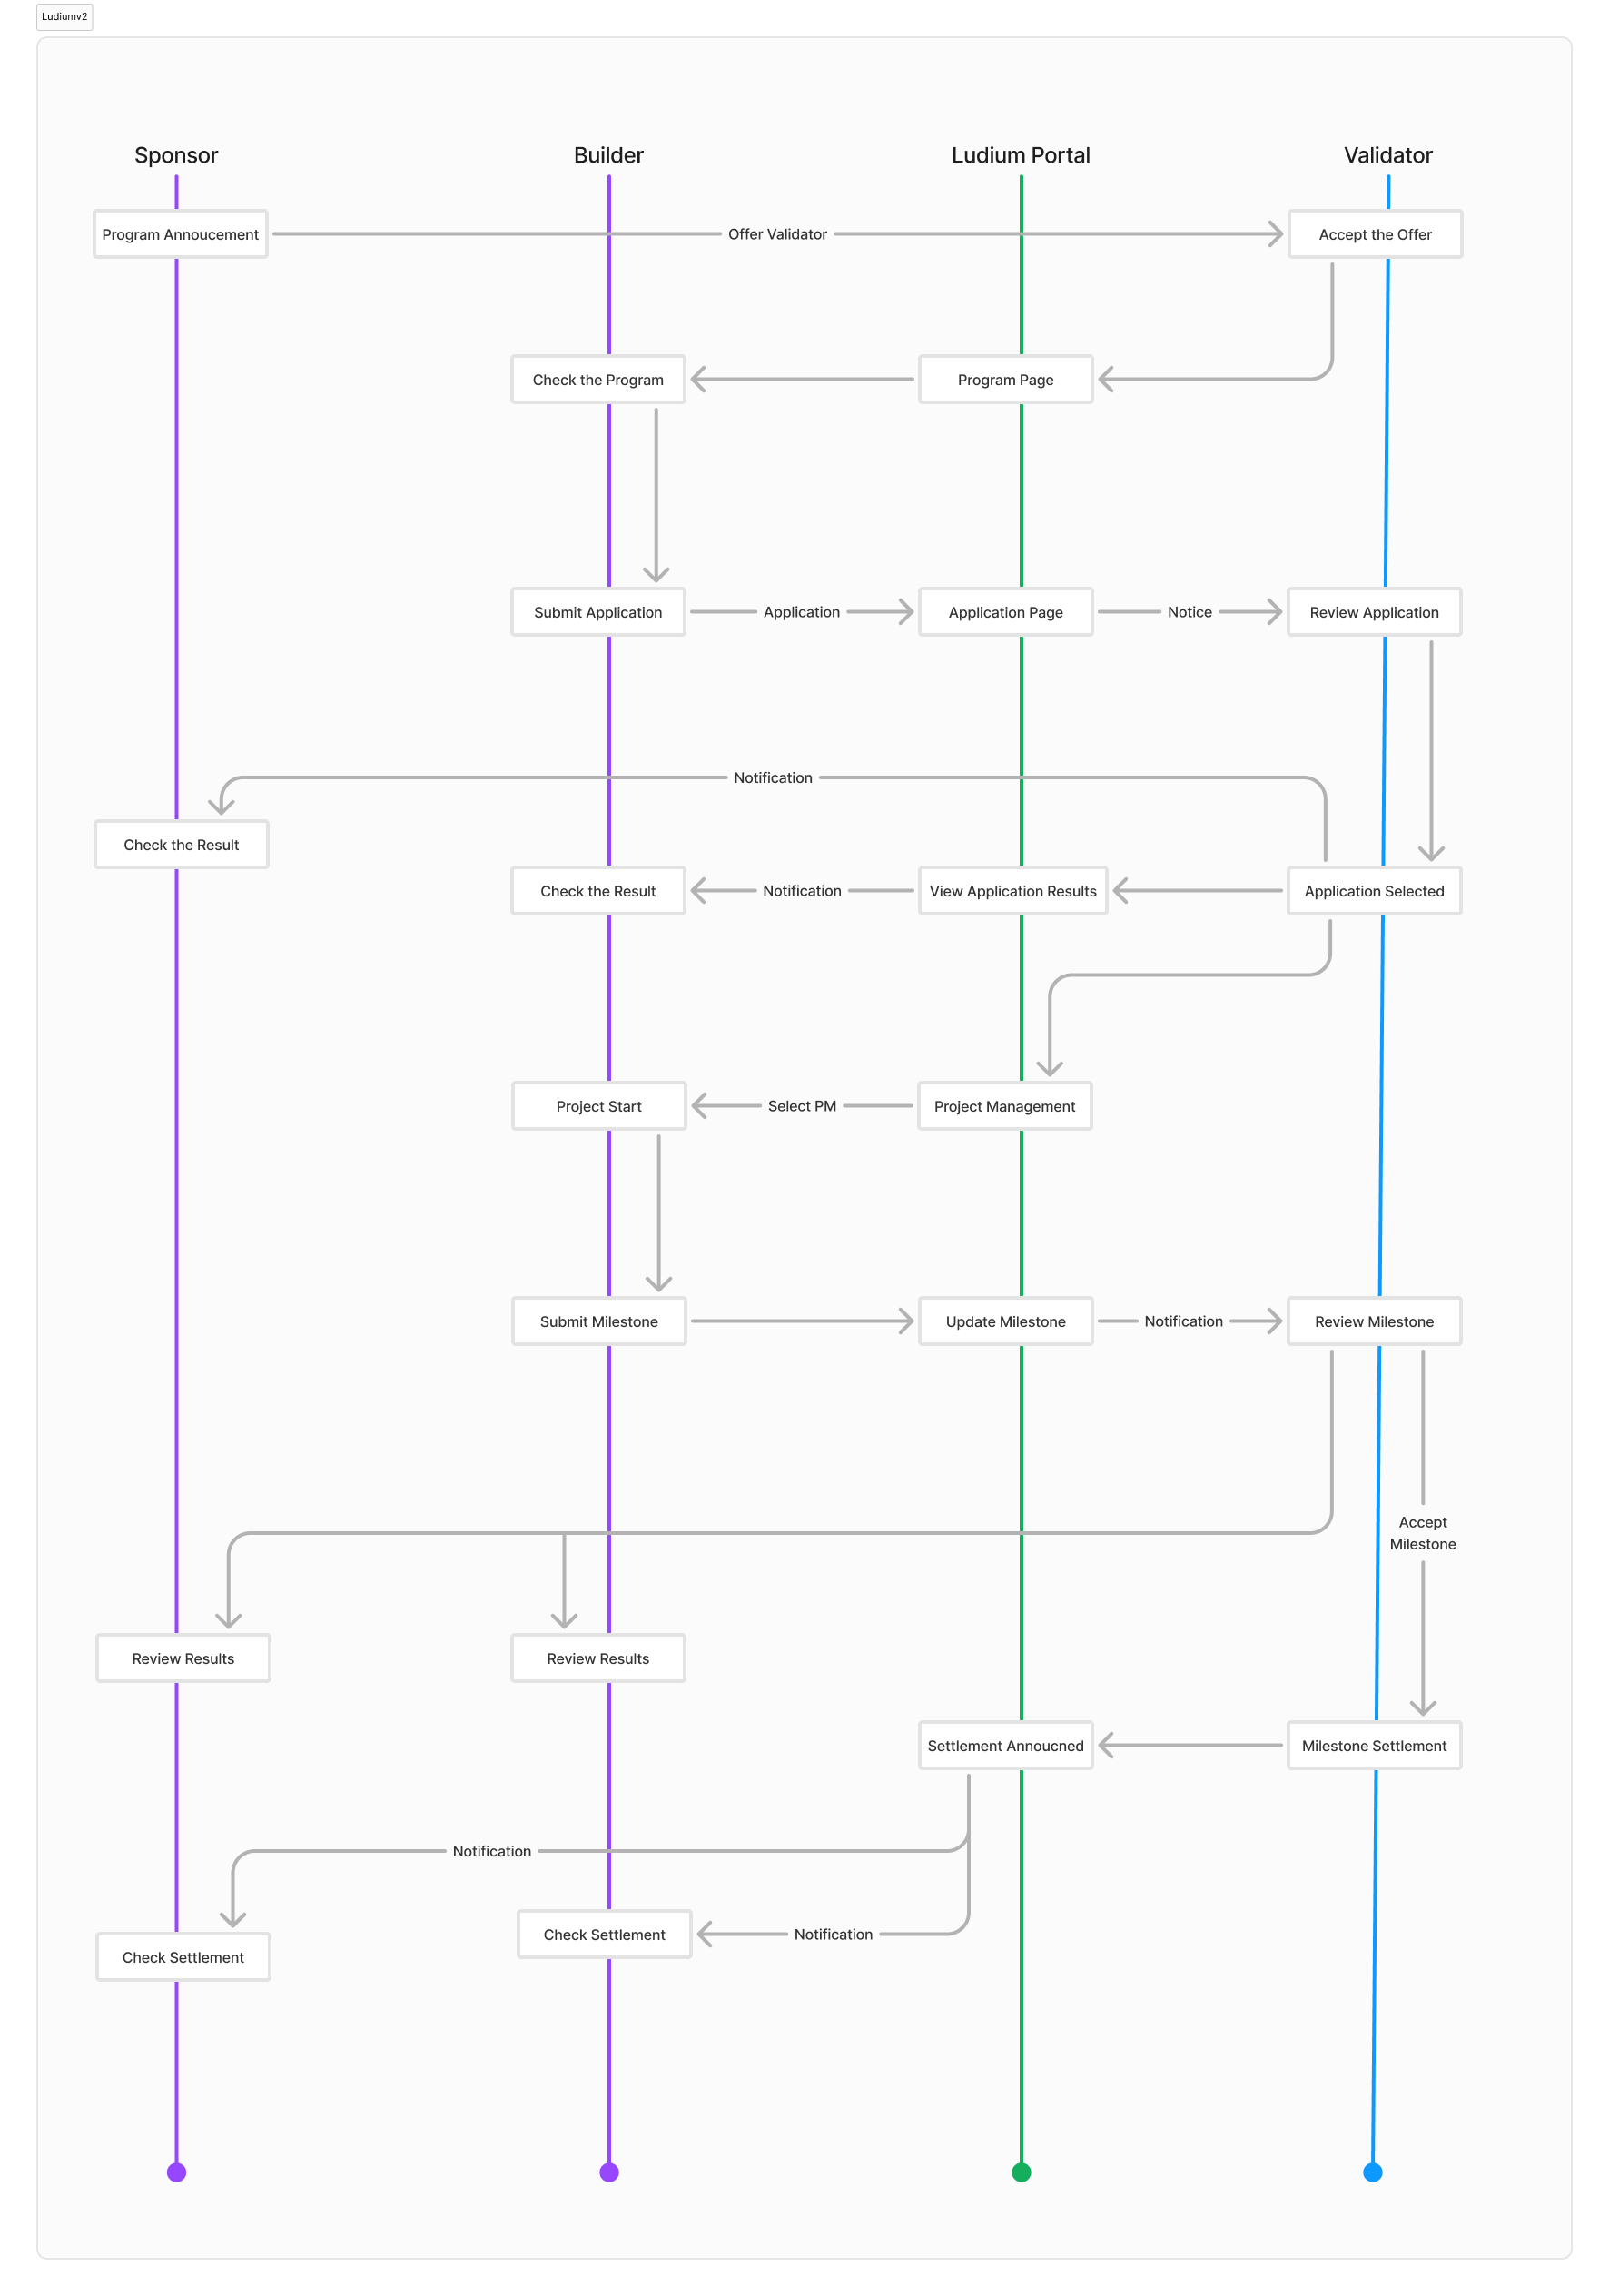 Ludiumv2
Sponsor
Builder
Ludium Portal
Validator
Program Annoucement
Offer Validator
Accept the Offer
Check the Program
Program Page
Submit Application
Application
Application Page
Notice
Review Application
Notification
Check the Result
Check the Result
Notification
View Application Results
Application Selected
Project Start
Select PM
Project Management
Submit Milestone
Update Milestone
Notification
Review Milestone
Accept
Milestone
Review Results
Review Results
Settlement Annoucned
Milestone Settlement
Notification
Check Settlement
Notification
Check Settlement